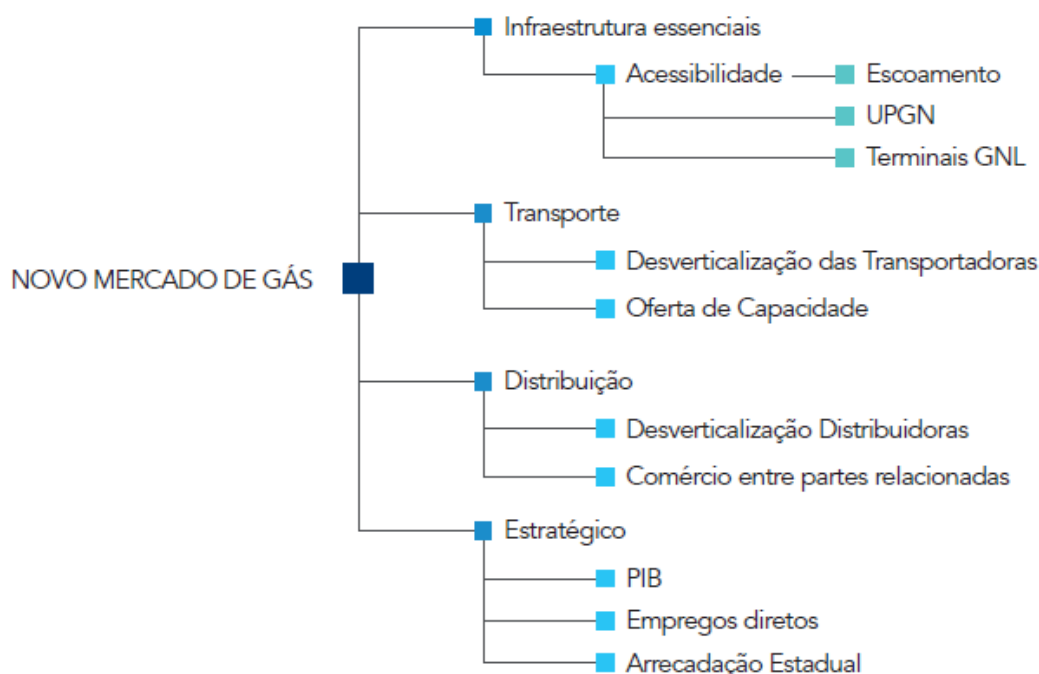 Infraestrutura essenciais
Acessibilidade
Escoamento
UPGN
Terminais GNL
Transporte
Desverticalização das Transportadoras
NOVO MERCADO DE GÁS
Oferta de Capacidade
Distribuição
Desverticalização Distribuidoras
Comércio entre partes relacionadas
Estratégico
PIB
Empregos diretos
Arrecadação Estadual